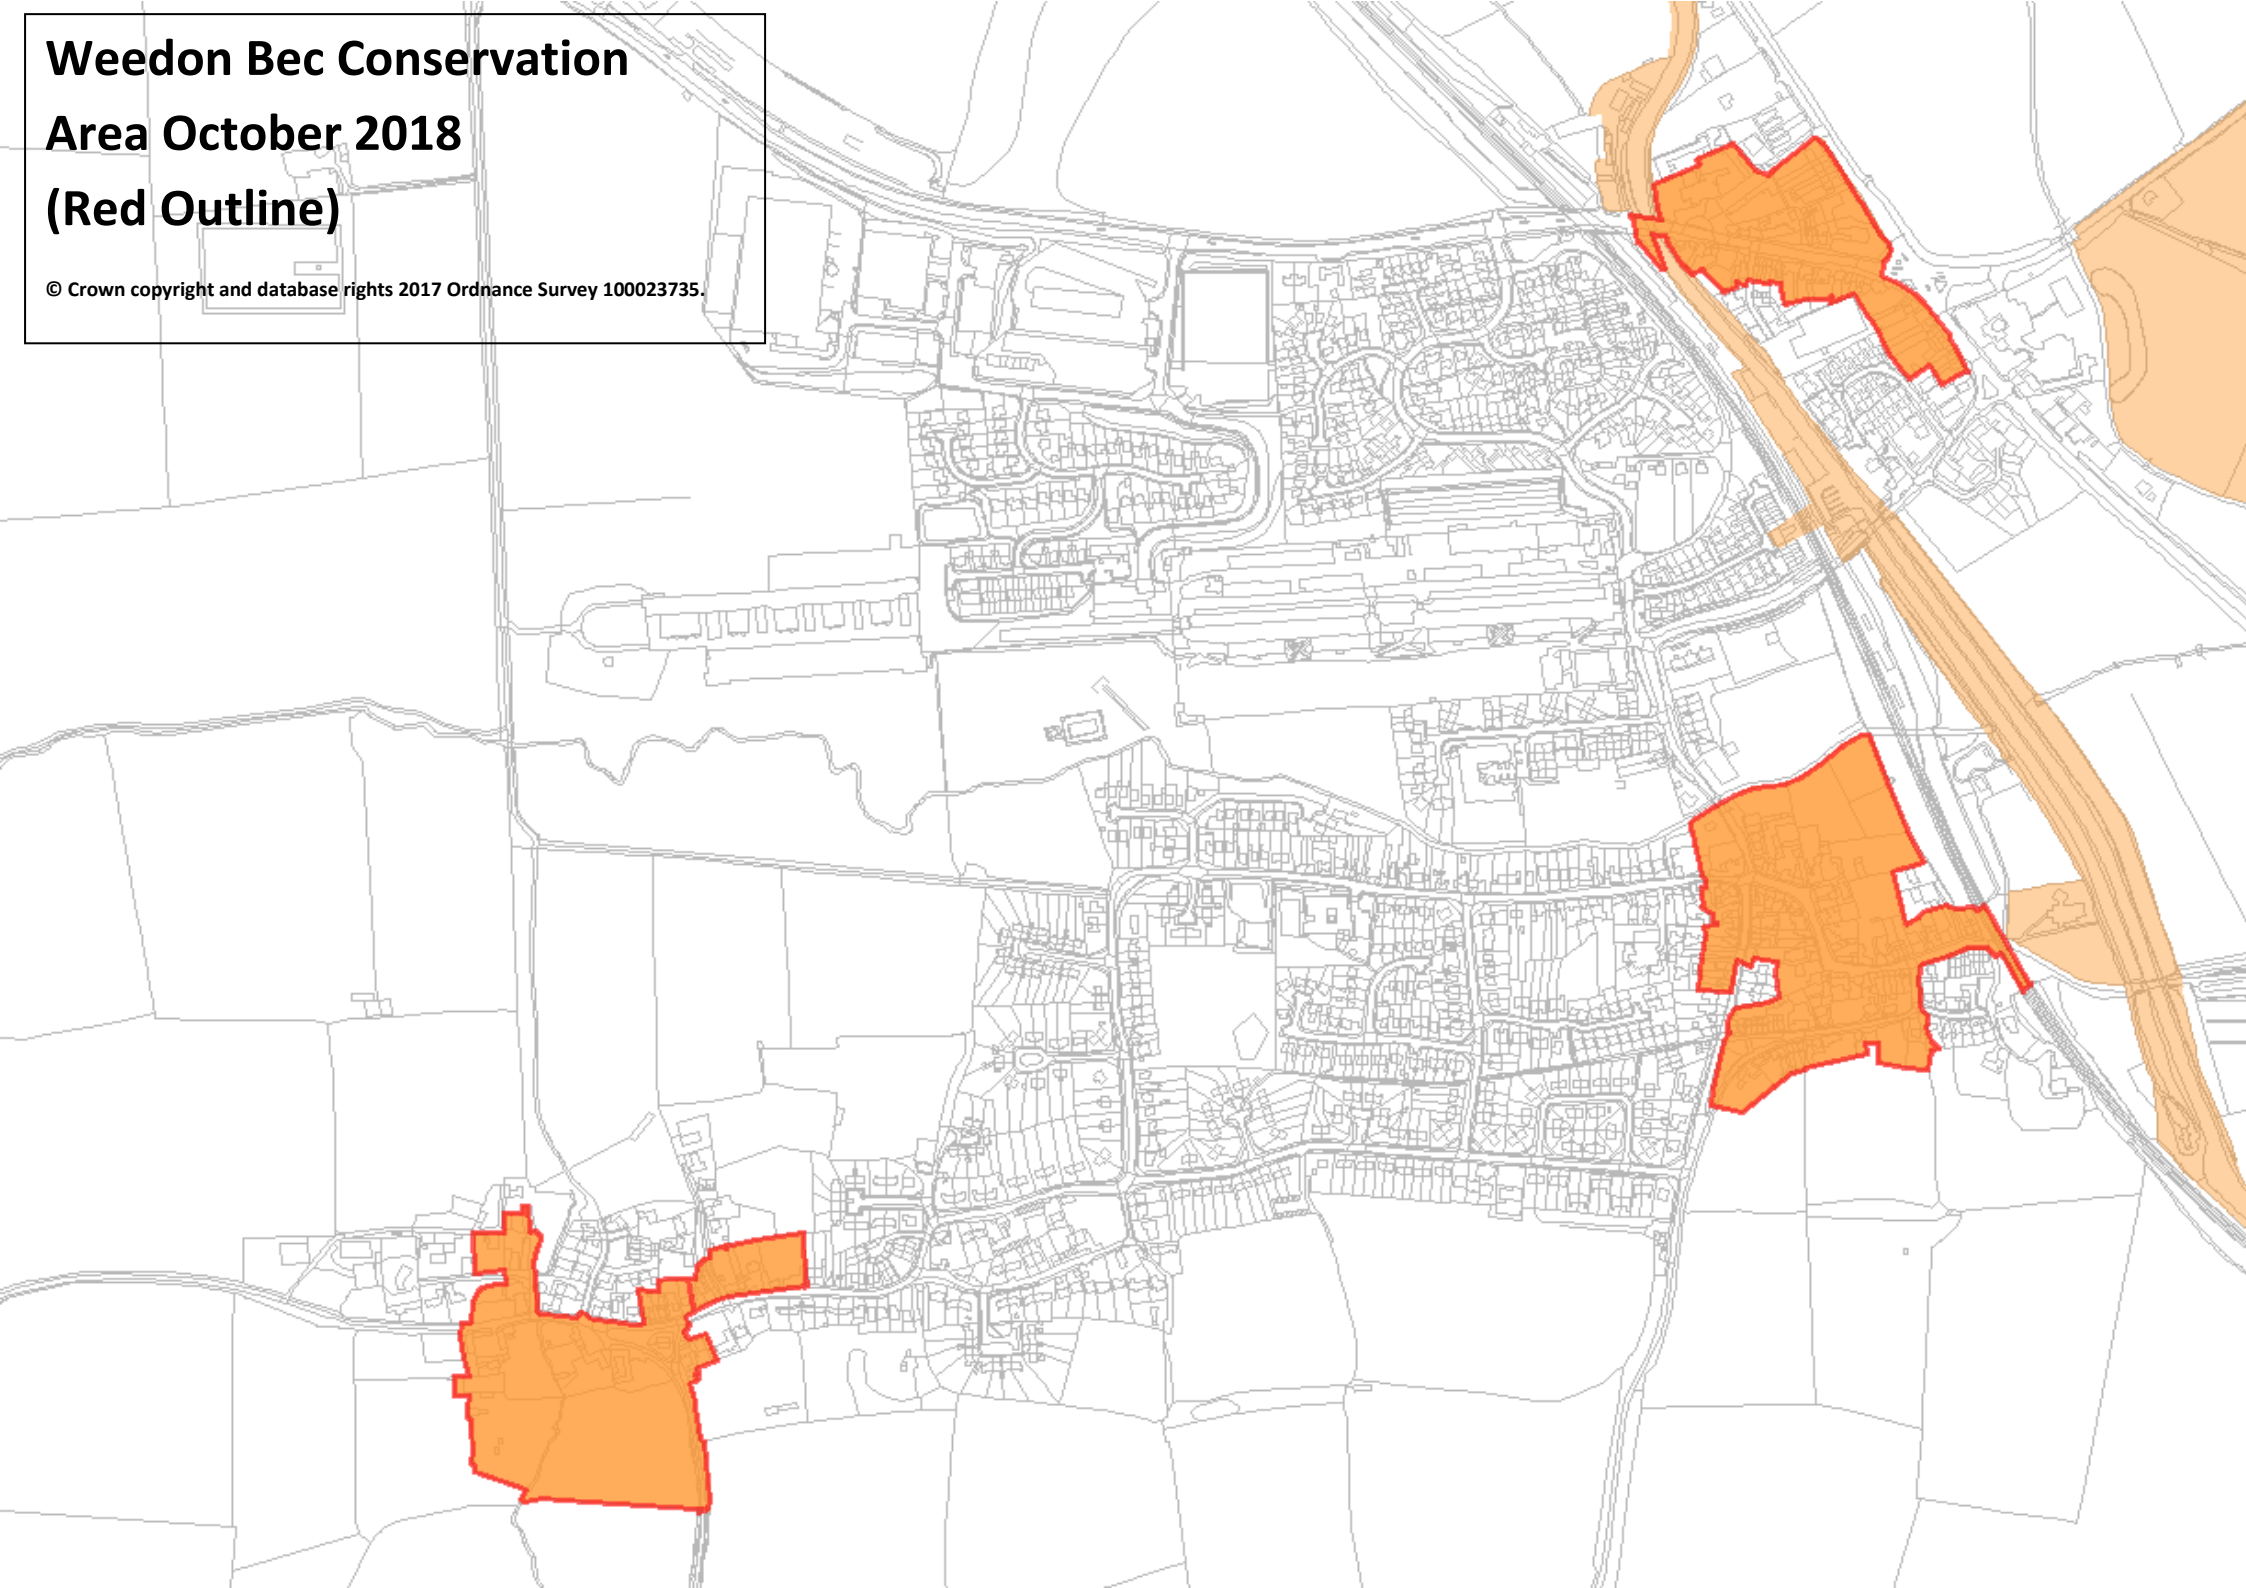 Weedon Bec Conservation
Area October 2018
(Red Outline)
© Crown copyright and database rights 2017 Ordnance Survey 100023735.